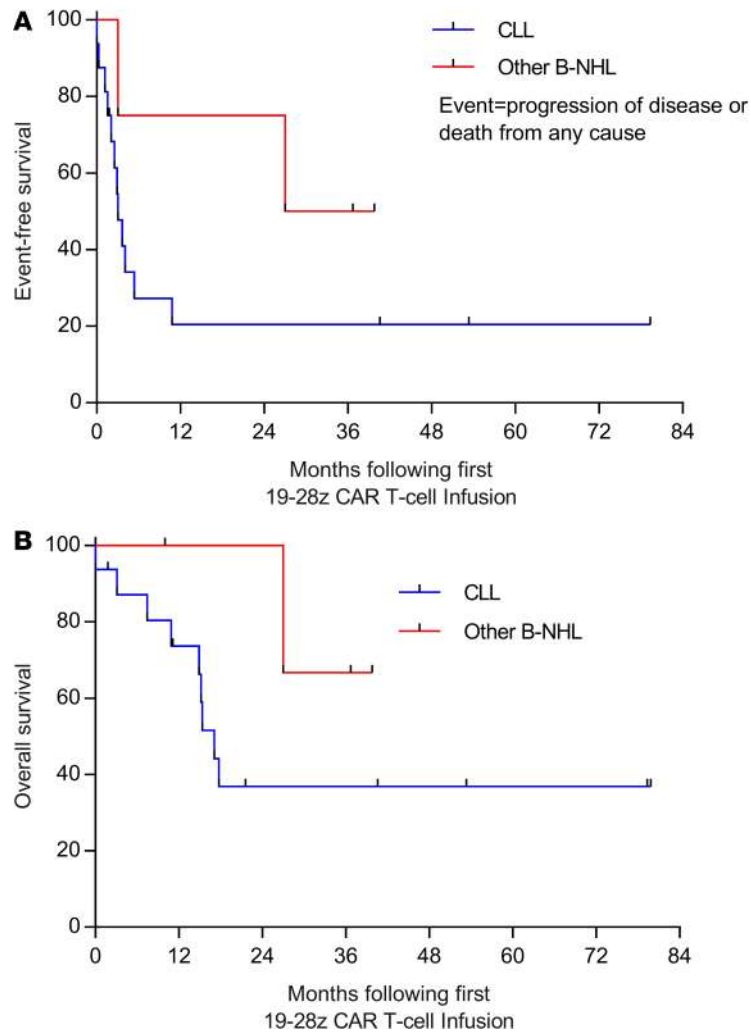 A
CLL
Other B-NHL
Event=progression of disease or
death from any cause
Event-free survival
100
80
60
40
20
0
0 12 24 36 48 60 72 84
Months following first
19-28z CAR T-cell Infusion
B
CLL
Other B-NHL
Overall survival
100
80
60
40
20
0
0 12 24 36 48 60 72 84
Months following first
19-28z CAR T-cell Infusion